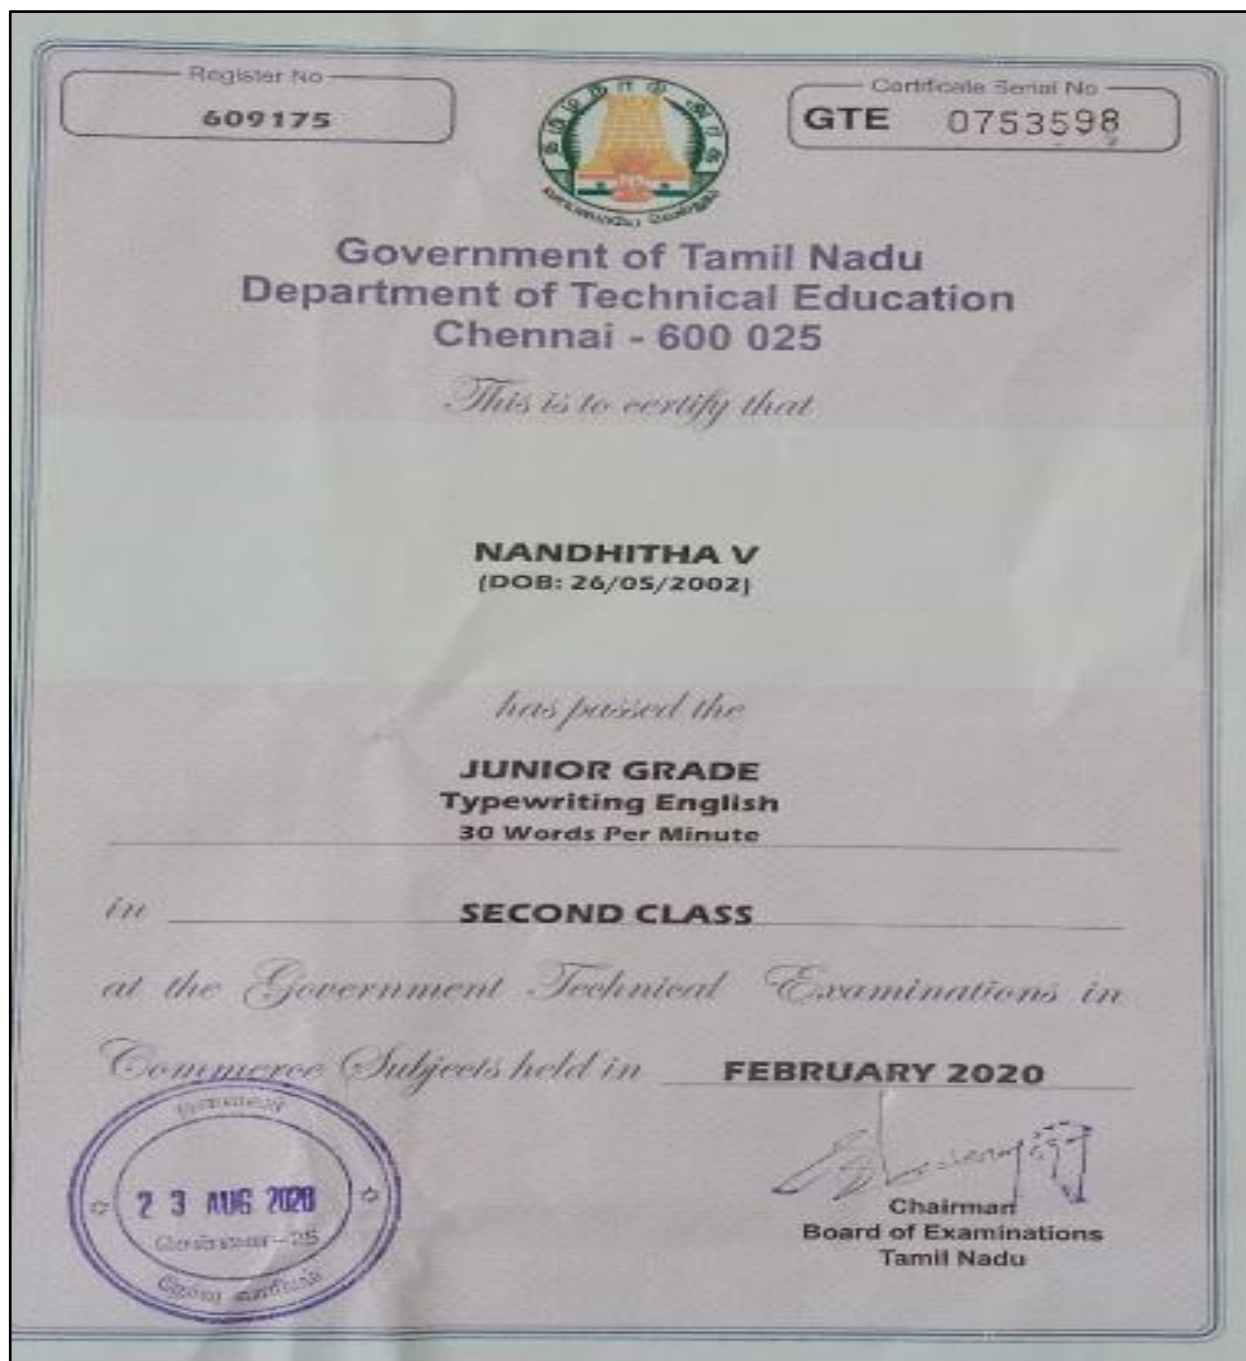 Register No
609175
தமிழ்நாடு அரசு
வாய்மையே வெல்லும்
Certificate Serial No
GTE 0753598
Government of Tamil Nadu
Department of Technical Education
Chennai - 600 025
This is to certify that
NANDHITHA V
(DOB: 26/05/2002)
has passed the
JUNIOR GRADE
Typewriting English
30 Words Per Minute
in SECOND CLASS
at the Government Technical Examinations in
Commerce Subjects held in FEBRUARY 2020
23 AUG 2020
சென்னை-25
Chairman
Board of Examinations
Tamil Nadu